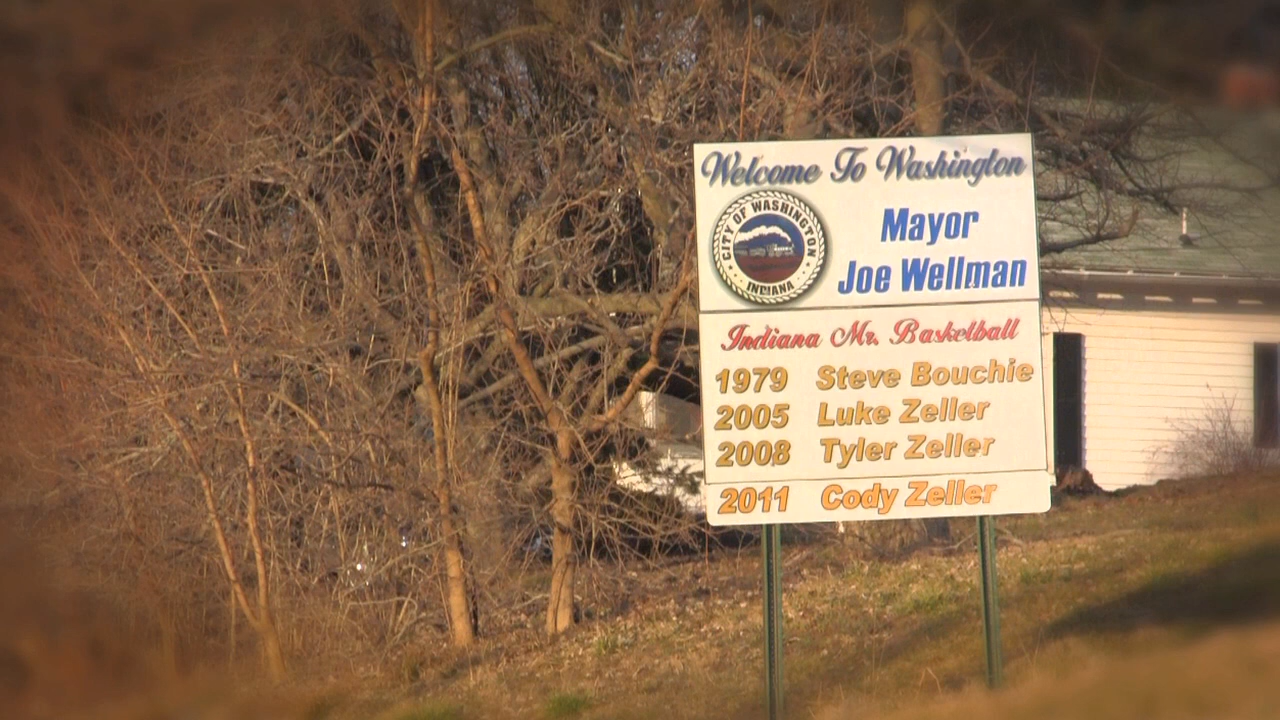 Welcome To Washington
CITY OF WASHINGTON
INDIANA
Mayor
Joe Wellman
Indiana Mr. Basketball
1979 Steve Bouchie
2005 Luke Zeller
2008 Tyler Zeller
2011 Cody Zeller